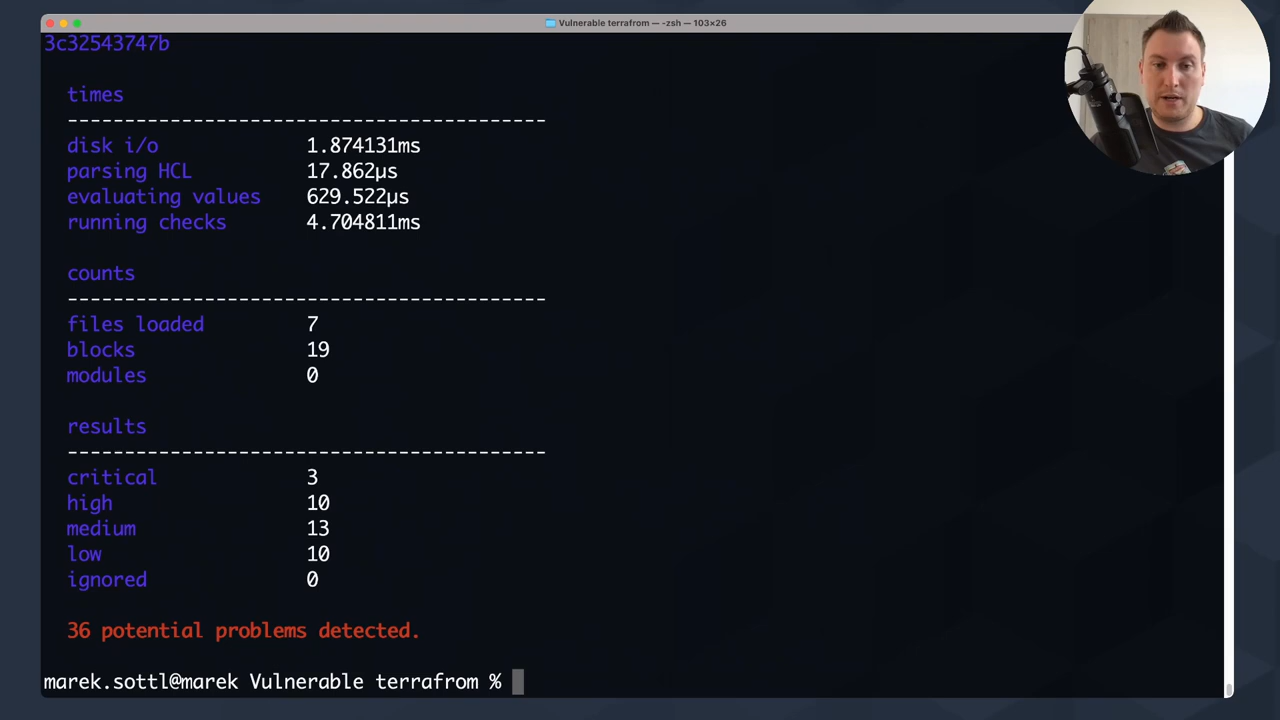 Vulnerable terrafrom — -zsh — 103×26
3c32543747b
times
------------------------------------------
disk i/o 1.874131ms
parsing HCL 17.862µs
evaluating values 629.522µs
running checks 4.704811ms
counts
------------------------------------------
files loaded 7
blocks 19
modules 0
results
------------------------------------------
critical 3
high 10
medium 13
low 10
ignored 0
36 potential problems detected.
marek.sottl@marek Vulnerable terrafrom %